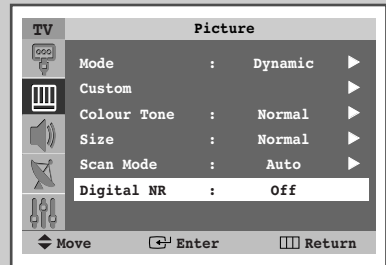 TV Picture
Mode : Dynamic
Custom
Colour Tone : Normal
Size : Normal
Scan Mode : Auto
Digital NR : Off
Move Enter Return